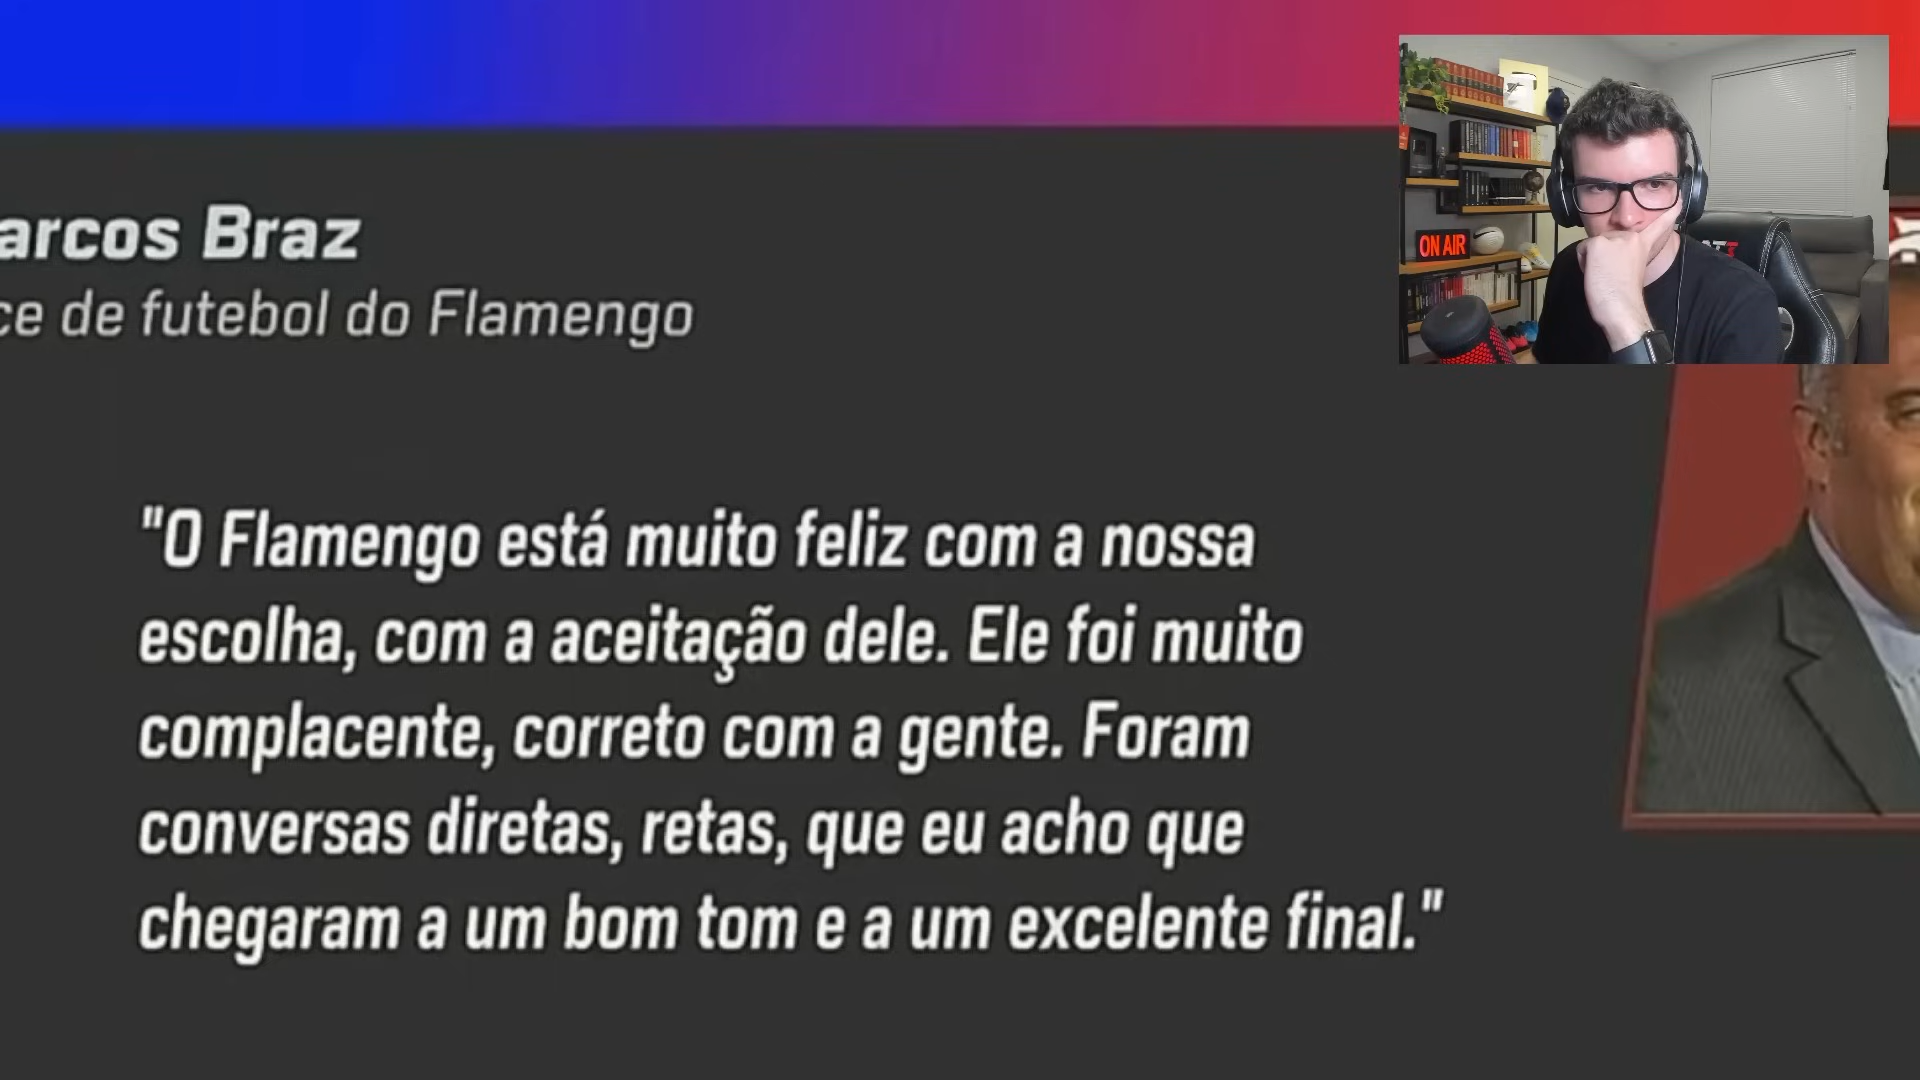 arcos Braz
ce de futebol do Flamengo
ON AIR
"O Flamengo está muito feliz com a nossa
escolha, com a aceitação dele. Ele foi muito
complacente, correto com a gente. Foram
conversas diretas, retas, que eu acho que
chegaram a um bom tom e a um excelente final."